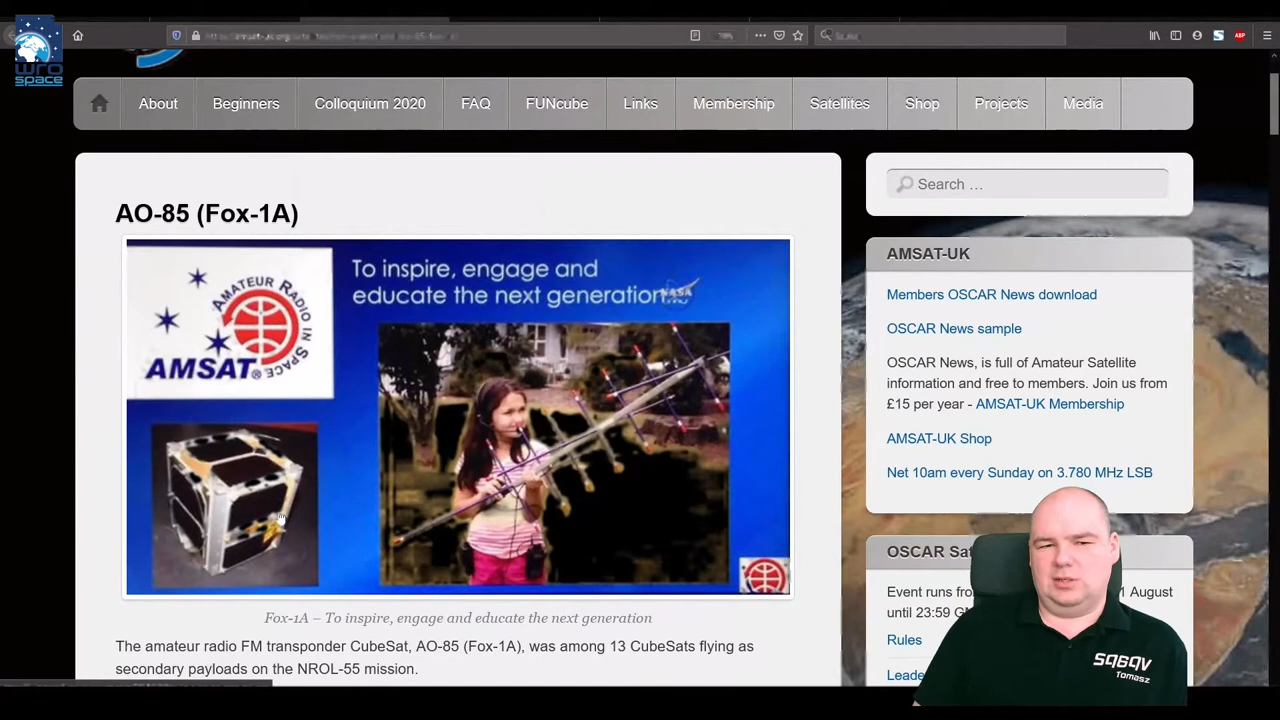 wro
space
About
Beginners
Colloquium 2020
FAQ
FUNcube
Links
Membership
Satellites
Shop
Projects
Media
AO-85 (Fox-1A)
AMATEUR RADIO IN SPACE
AMSAT®
To inspire, engage and
educate the next generation
NASA
Fox-1A – To inspire, engage and educate the next generation
The amateur radio FM transponder CubeSat, AO-85 (Fox-1A), was among 13 CubeSats flying as
secondary payloads on the NROL-55 mission.
Search …
AMSAT-UK
Members OSCAR News download
OSCAR News sample
OSCAR News, is full of Amateur Satellite
information and free to members. Join us from
£15 per year - AMSAT-UK Membership
AMSAT-UK Shop
Net 10am every Sunday on 3.780 MHz LSB
OSCAR
Event runs 1 August
until 23:59
Rules
SQ6QV
Tomasz
ABP